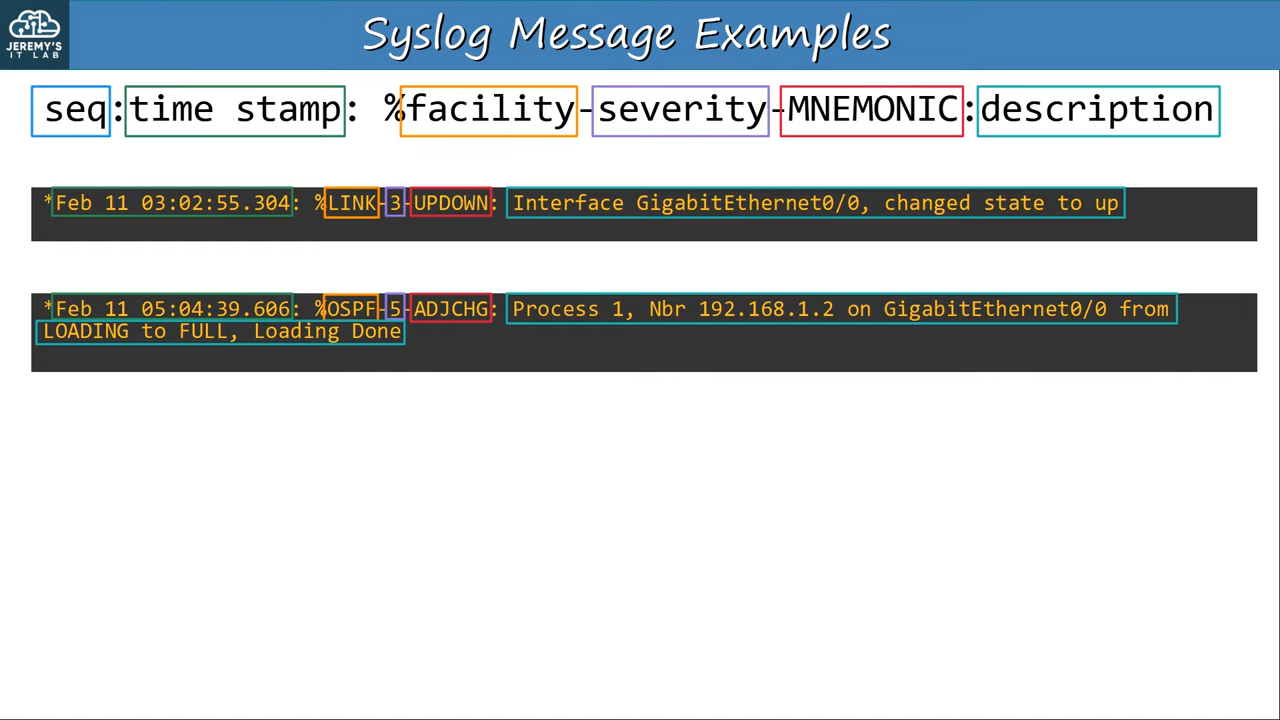 JEREMY'S
IT LAB
Syslog Message Examples
seq:time stamp: %facility-severity-MNEMONIC:description
*Feb 11 03:02:55.304: %LINK-3-UPDOWN: Interface GigabitEthernet0/0, changed state to up
*Feb 11 05:04:39.606: %OSPF-5-ADJCHG: Process 1, Nbr 192.168.1.2 on GigabitEthernet0/0 from
LOADING to FULL, Loading Done